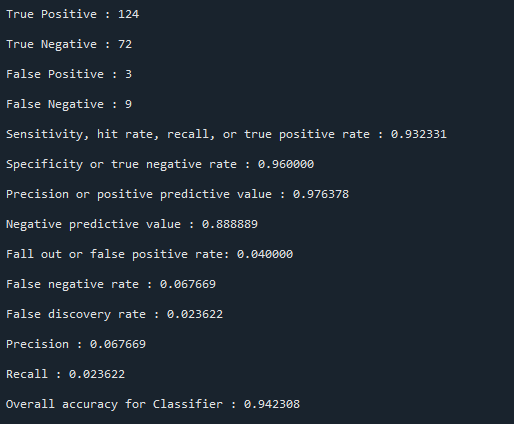 True Positive : 124
True Negative : 72
False Positive : 3
False Negative : 9
Sensitivity, hit rate, recall, or true positive rate : 0.932331
Specificity or true negative rate : 0.960000
Precision or positive predictive value : 0.976378
Negative predictive value : 0.888889
Fall out or false positive rate: 0.040000
False negative rate : 0.067669
False discovery rate : 0.023622
Precision : 0.067669
Recall : 0.023622
Overall accuracy for Classifier : 0.942308